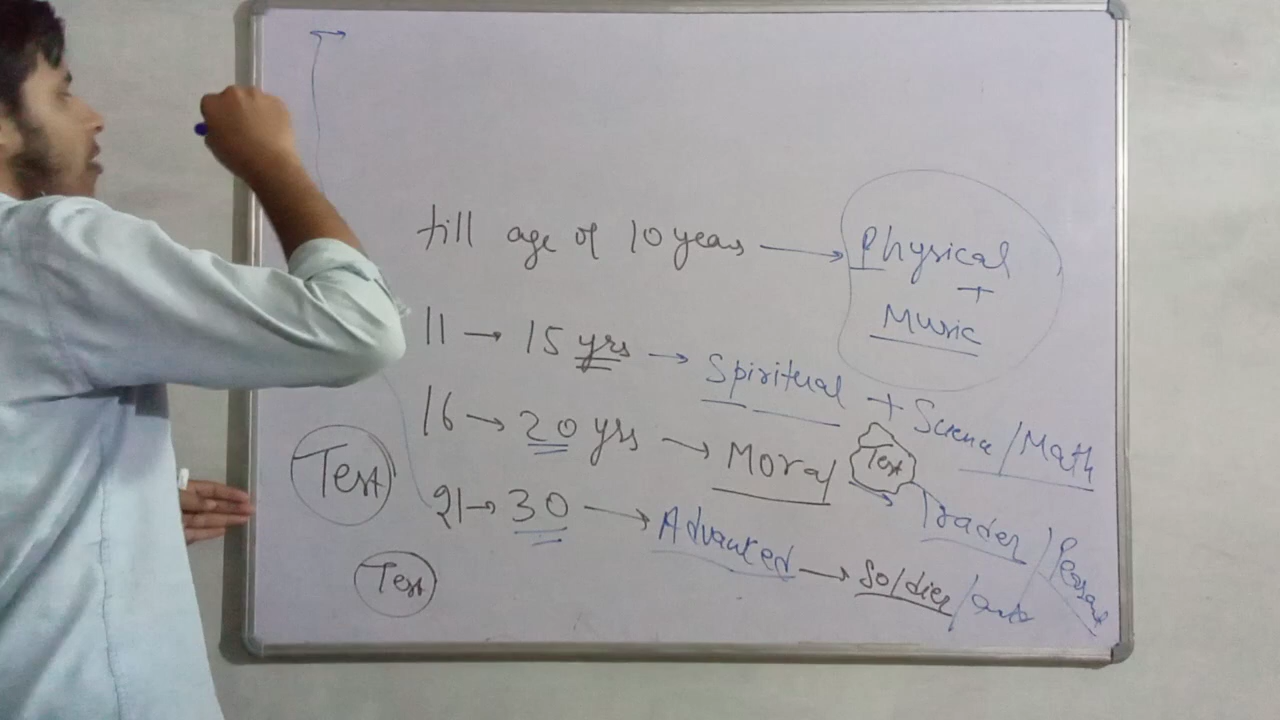 till age of 10 years → Physical
+
Music
11 → 15 yrs → Spiritual + Science/Math
16 → 20 yrs → Moral Test → Trader/Peasant
Test
21 → 30 → Advanced → Soldier/
Test